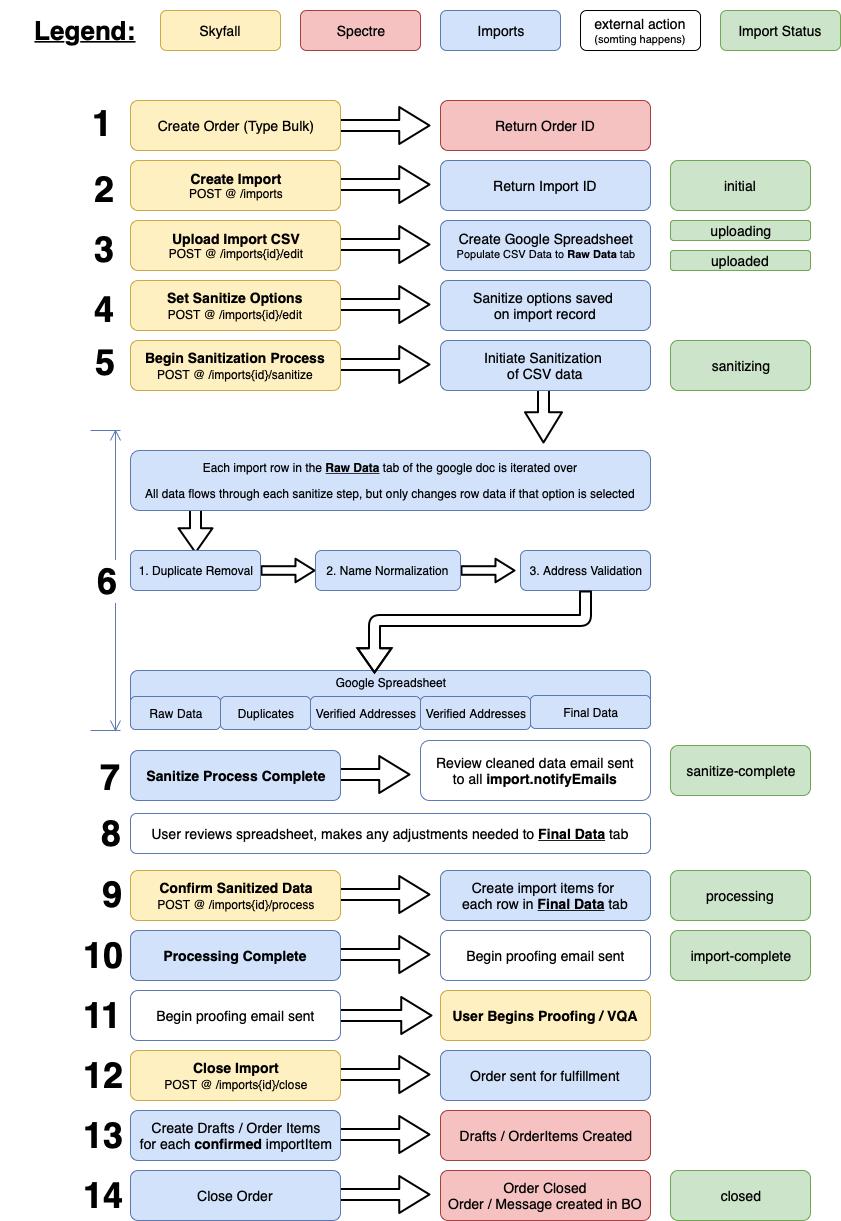 Legend:
Skyfall
Spectre
Imports
external action
(somting happens)
Import Status
1
Create Order (Type Bulk)
Return Order ID
2
Create Import
POST @ /imports
Return Import ID
initial
3
Upload Import CSV
POST @ /imports{id}/edit
Create Google Spreadsheet
Populate CSV Data to Raw Data tab
uploading
uploaded
4
Set Sanitize Options
POST @ /imports{id}/edit
Sanitize options saved
on import record
5
Begin Sanitization Process
POST @ /imports{id}/sanitize
Initiate Sanitization
of CSV data
sanitizing
6
Each import row in the Raw Data tab of the google doc is iterated over
All data flows through each sanitize step, but only changes row data if that option is selected
1. Duplicate Removal
2. Name Normalization
3. Address Validation
Google Spreadsheet
Raw Data
Duplicates
Verified Addresses
Verified Addresses
Final Data
7
Sanitize Process Complete
Review cleaned data email sent
to all import.notifyEmails
sanitize-complete
8
User reviews spreadsheet, makes any adjustments needed to Final Data tab
9
Confirm Sanitized Data
POST @ /imports{id}/process
Create import items for
each row in Final Data tab
processing
10
Processing Complete
Begin proofing email sent
import-complete
11
Begin proofing email sent
User Begins Proofing / VQA
12
Close Import
POST @ /imports{id}/close
Order sent for fulfillment
13
Create Drafts / Order Items
for each confirmed importItem
Drafts / OrderItems Created
14
Close Order
Order Closed
Order / Message created in BO
closed